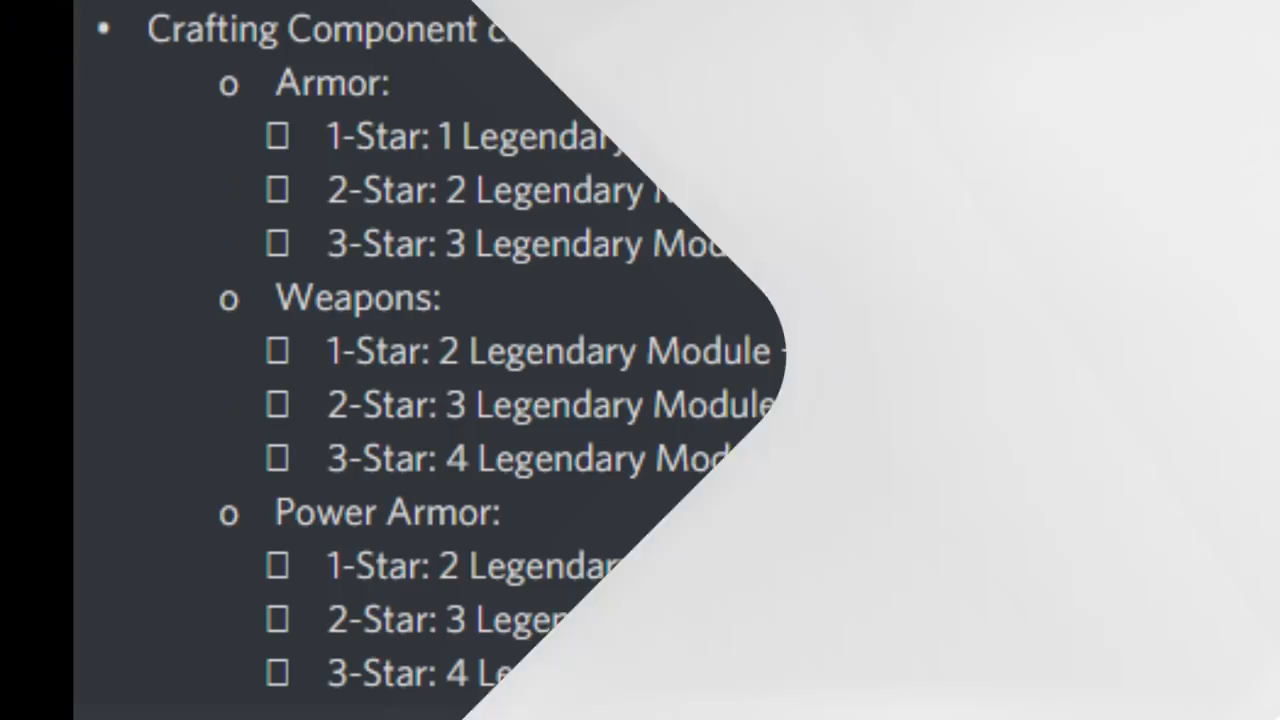 • Crafting Component
o Armor:
1-Star: 1 Legendary
2-Star: 2 Legendary
3-Star: 3 Legendary
o Weapons:
1-Star: 2 Legendary Module
2-Star: 3 Legendary Module
3-Star: 4 Legendary
o Power Armor:
1-Star: 2
2-Star: 3
3-Star: 4